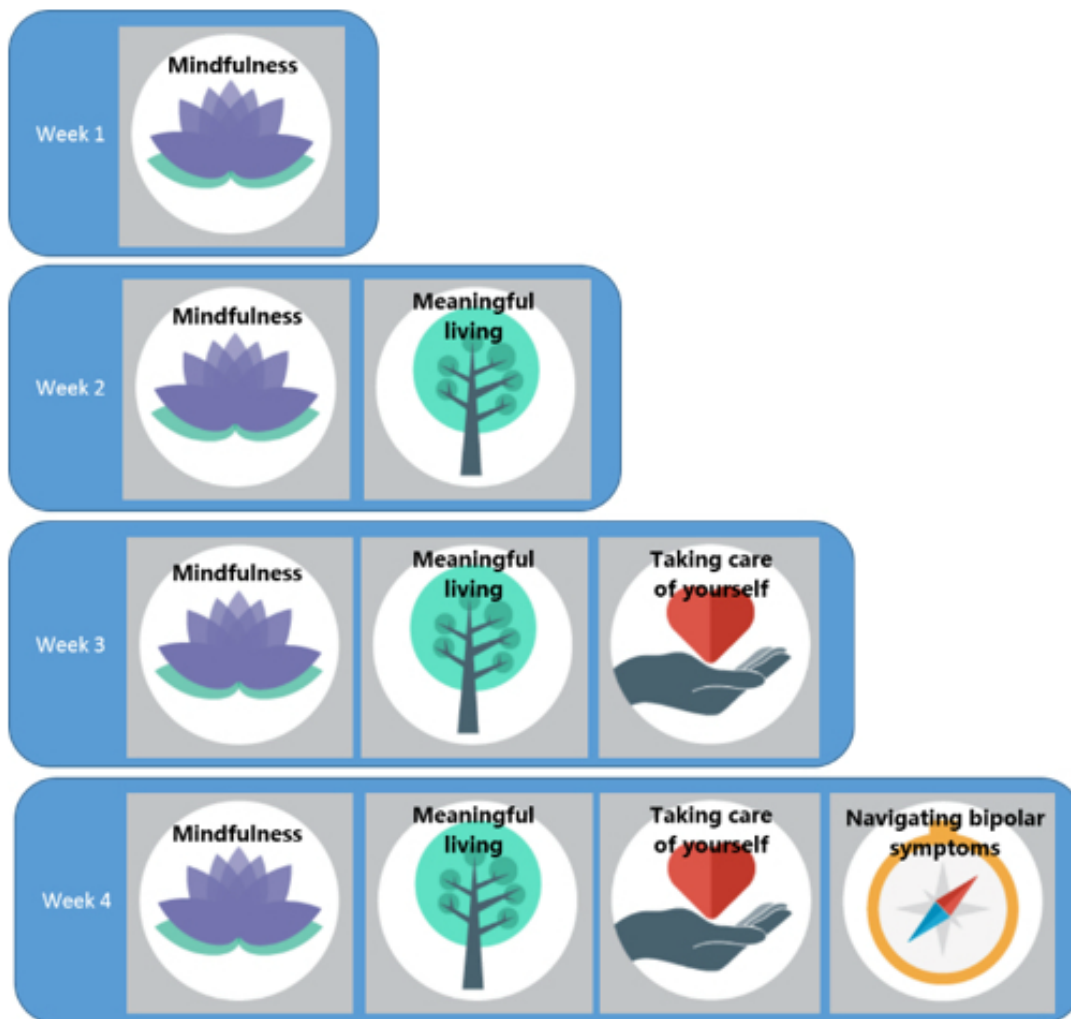 Week 1
Mindfulness
Week 2
Mindfulness
Meaningful
living
Week 3
Mindfulness
Meaningful
living
Taking care
of yourself
Week 4
Mindfulness
Meaningful
living
Taking care
of yourself
Navigating bipolar
symptoms